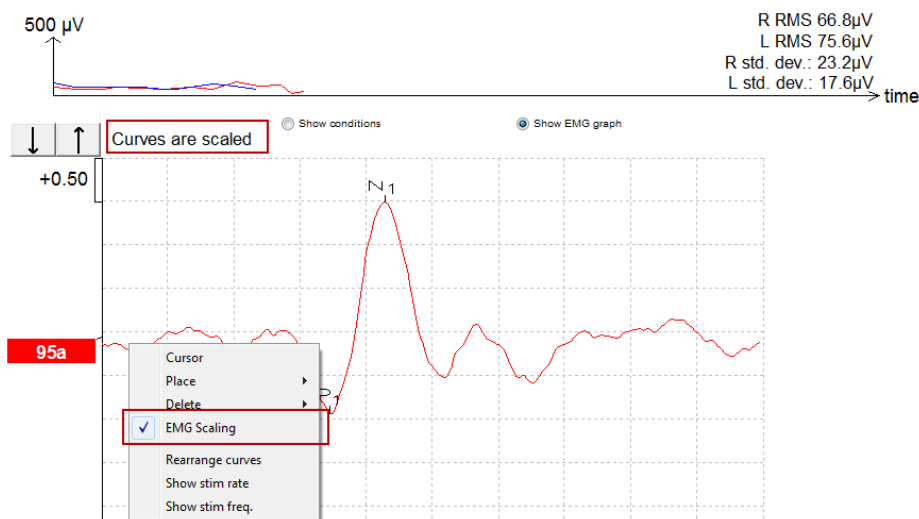 500 µV
R RMS 66.8µV
L RMS 75.6µV
R std. dev.: 23.2µV
L std. dev.: 17.6µV
time
Show conditions
Show EMG graph
Curves are scaled
+0.50
N1
95a
Cursor
Place
P1
Delete
EMG Scaling
Rearrange curves
Show stim rate
Show stim freq.